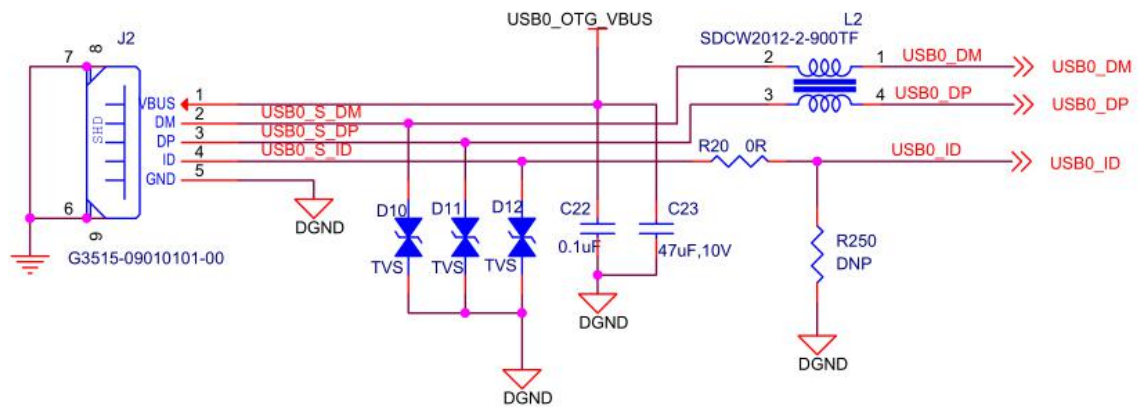 USB0_OTG_VBUS
L2
SDCW2012-2-900TF
J2
7
8
2
1
USB0_DM
USB0_DM
VBUS
1
DM
2
USB0_S_DM
3
4
USB0_DP
USB0_DP
SHD
DP
3
USB0_S_DP
ID
4
USB0_S_ID
R20
0R
USB0_ID
USB0_ID
GND
5
6
9
DGND
D10
D11
D12
C22
C23
G3515-09010101-00
TVS
TVS
TVS
0.1uF
47uF,10V
R250
DNP
DGND
DGND
DGND